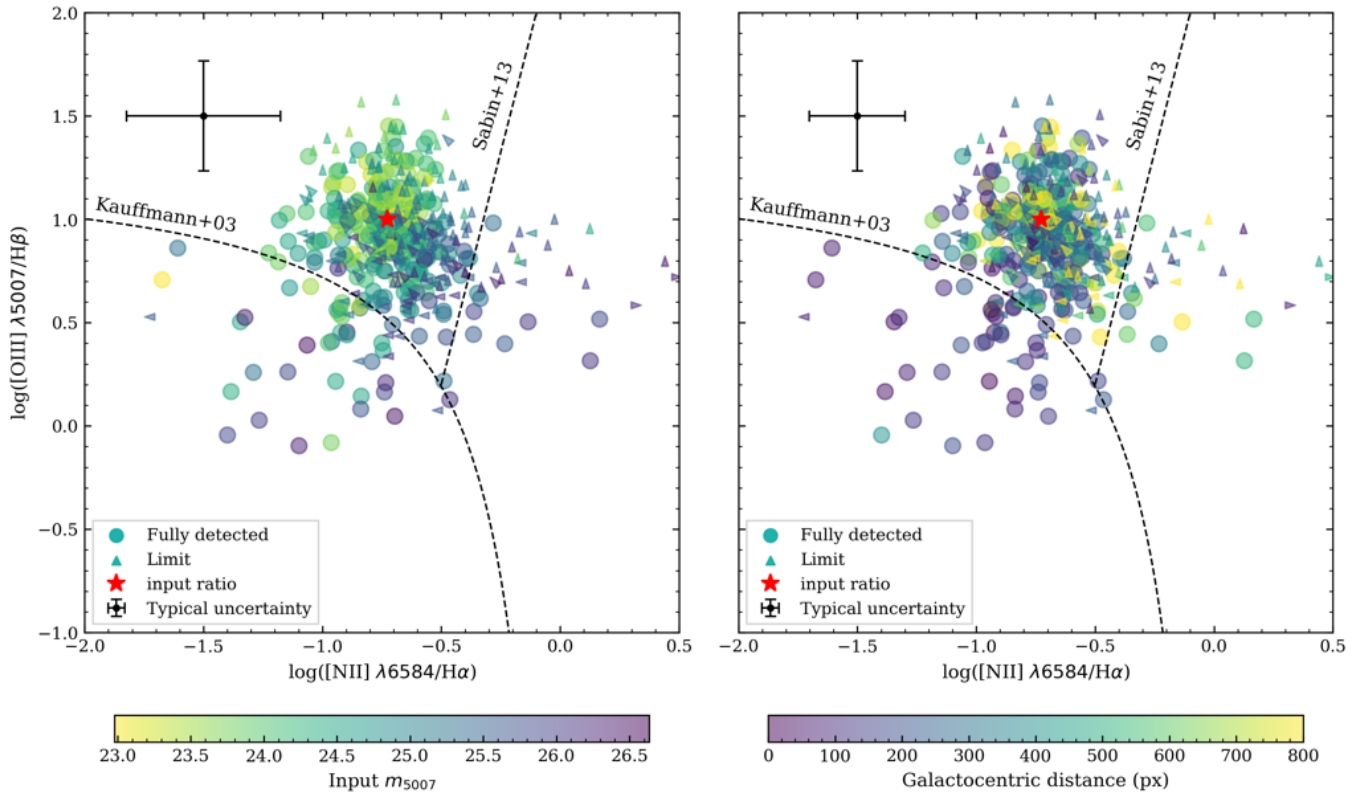 2.0
1.5
1.0
0.5
0.0
−0.5
−1.0
log([OIII] λ5007/Hβ)
Kauffmann+03
Sabin+13
Fully detected
Limit
input ratio
Typical uncertainty
−2.0 −1.5 −1.0 −0.5 0.0 0.5
log([NII] λ6584/Hα)
23.0 23.5 24.0 24.5 25.0 25.5 26.0 26.5
Input m5007
Kauffmann+03
Sabin+13
Fully detected
Limit
input ratio
Typical uncertainty
−2.0 −1.5 −1.0 −0.5 0.0 0.5
log([NII] λ6584/Hα)
0 100 200 300 400 500 600 700 800
Galactocentric distance (px)